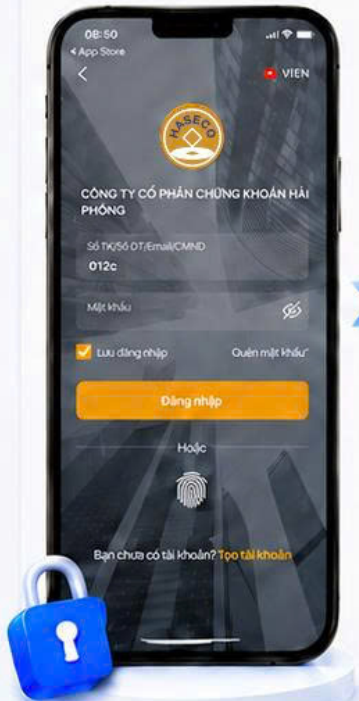 08:50
App Store
VIEN
HASECO
CÔNG TY CỔ PHẦN CHỨNG KHOÁN HẢI
PHÒNG
Số TK/Số ĐT/Email/CMND
012c
Mật khẩu
Lưu đăng nhập
Quên mật khẩu"
Đăng nhập
Hoặc
Bạn chưa có tài khoản? Tạo tài khoản